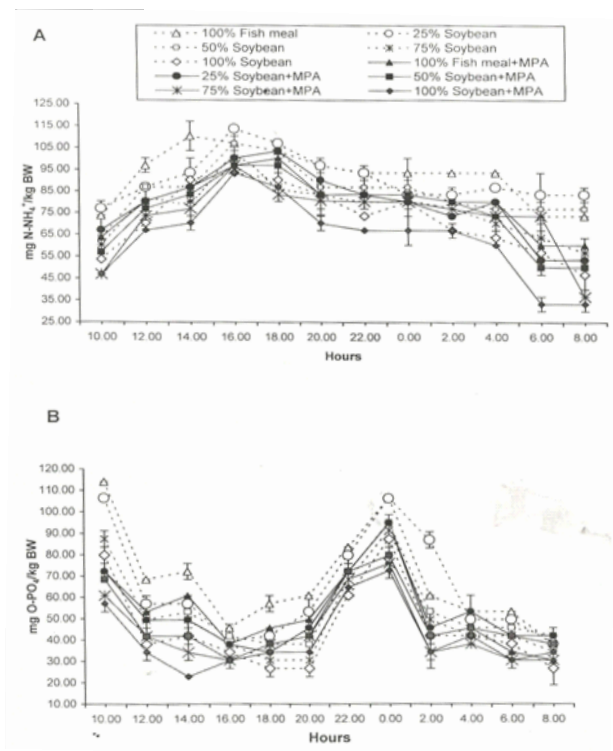 A
100% Fish meal 25% Soybean
50% Soybean 75% Soybean
100% Soybean 100% Fish meal+MPA
25% Soybean+MPA 50% Soybean+MPA
75% Soybean+MPA 100% Soybean+MPA
125.00
115.00
105.00
95.00
85.00
75.00
65.00
55.00
45.00
35.00
25.00
mg N-NH₄⁺/kg BW
10.00 12.00 14.00 16.00 18.00 20.00 22.00 0.00 2.00 4.00 6.00 8.00
Hours
B
120.00
110.00
100.00
90.00
80.00
70.00
60.00
50.00
40.00
30.00
20.00
10.00
mg O-PO₄/kg BW
10.00 12.00 14.00 16.00 18.00 20.00 22.00 0.00 2.00 4.00 6.00 8.00
Hours